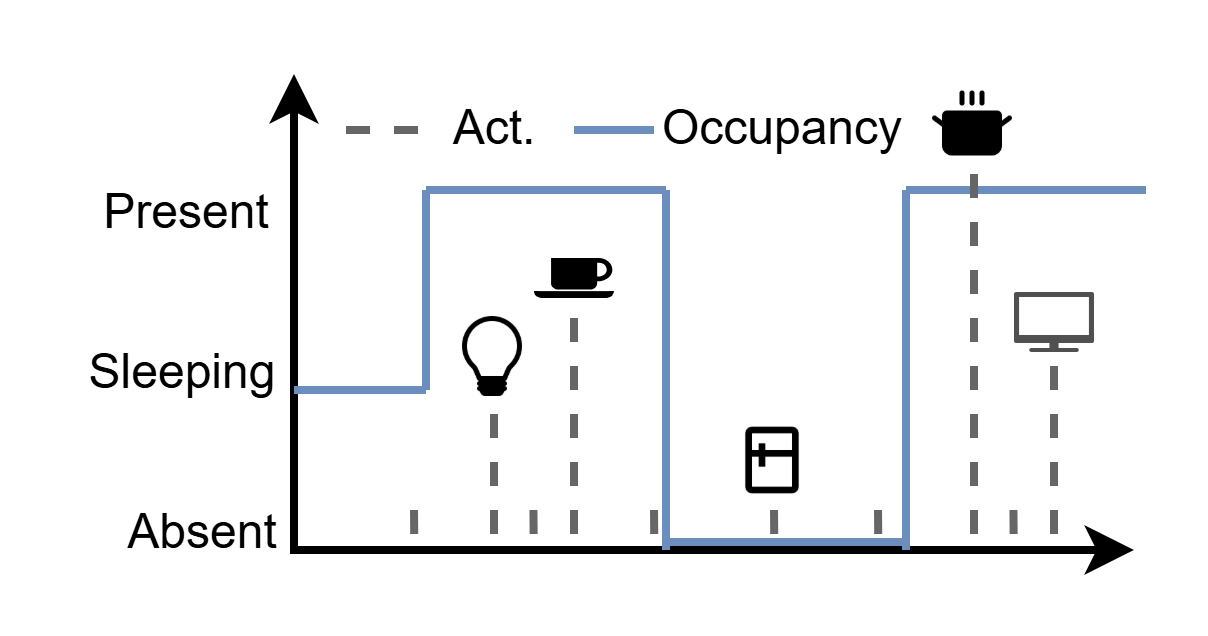 Act. Occupancy
Present
Sleeping
Absent